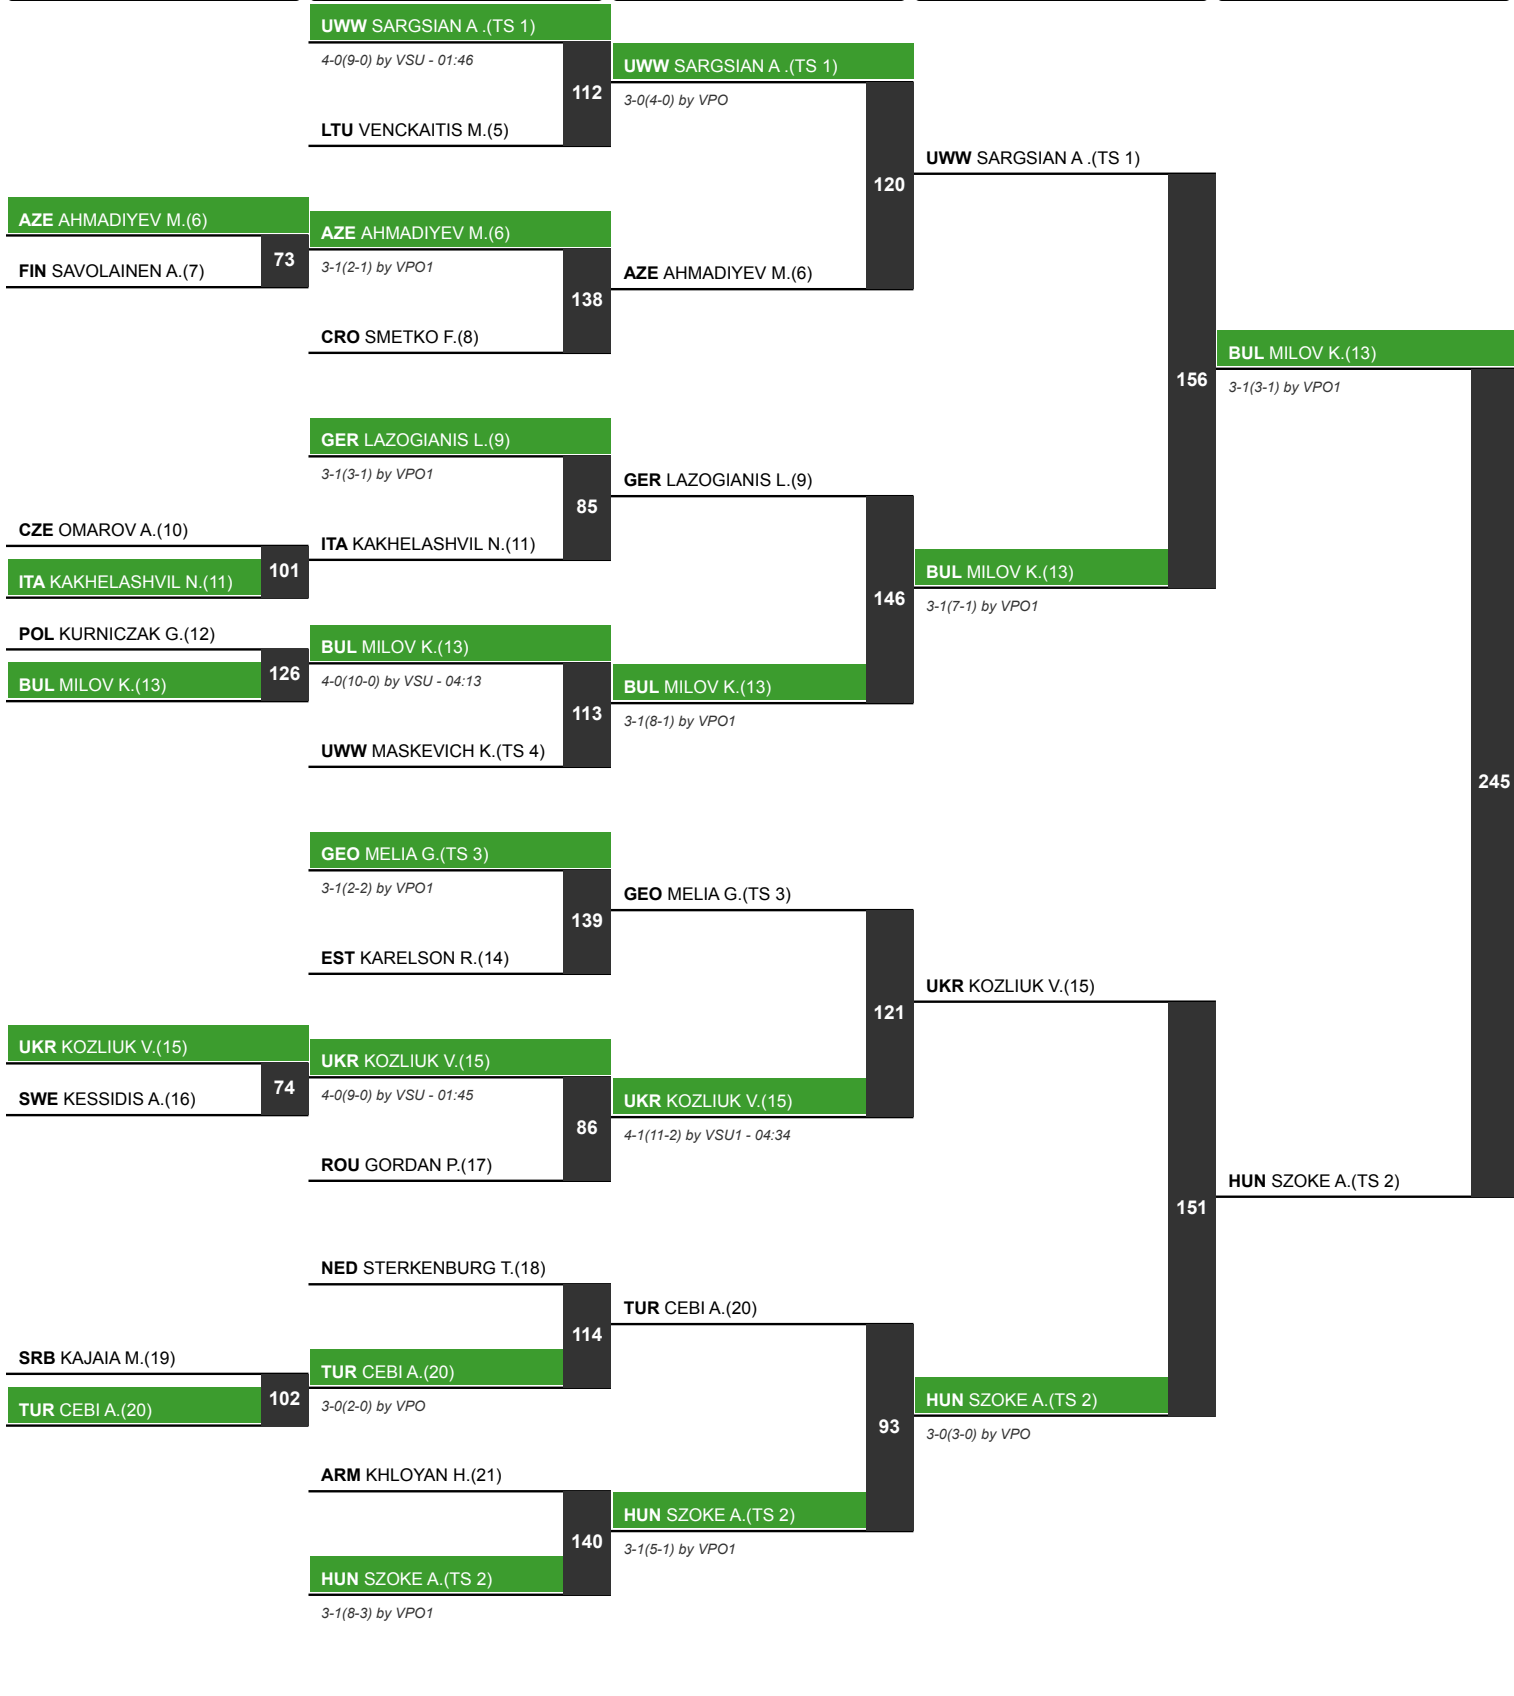 UWW SARGSIAN A .(TS 1)
4-0(9-0) by VSU - 01:46
112
LTU VENCKAITIS M.(5)
UWW SARGSIAN A .(TS 1)
3-0(4-0) by VPO
120
UWW SARGSIAN A .(TS 1)
AZE AHMADIYEV M.(6)
73
FIN SAVOLAINEN A.(7)
AZE AHMADIYEV M.(6)
3-1(2-1) by VPO1
138
CRO SMETKO F.(8)
AZE AHMADIYEV M.(6)
156
BUL MILOV K.(13)
3-1(3-1) by VPO1
GER LAZOGIANIS L.(9)
3-1(3-1) by VPO1
85
ITA KAKHELASHVIL N.(11)
GER LAZOGIANIS L.(9)
CZE OMAROV A.(10)
101
ITA KAKHELASHVIL N.(11)
146
BUL MILOV K.(13)
3-1(7-1) by VPO1
POL KURNICZAK G.(12)
126
BUL MILOV K.(13)
BUL MILOV K.(13)
4-0(10-0) by VSU - 04:13
113
UWW MASKEVICH K.(TS 4)
BUL MILOV K.(13)
3-1(8-1) by VPO1
245
GEO MELIA G.(TS 3)
3-1(2-2) by VPO1
139
EST KARELSON R.(14)
GEO MELIA G.(TS 3)
121
UKR KOZLIUK V.(15)
UKR KOZLIUK V.(15)
74
SWE KESSIDIS A.(16)
UKR KOZLIUK V.(15)
4-0(9-0) by VSU - 01:45
86
ROU GORDAN P.(17)
UKR KOZLIUK V.(15)
4-1(11-2) by VSU1 - 04:34
151
HUN SZOKE A.(TS 2)
NED STERKENBURG T.(18)
114
TUR CEBI A.(20)
3-0(2-0) by VPO
TUR CEBI A.(20)
SRB KAJAIA M.(19)
102
TUR CEBI A.(20)
93
HUN SZOKE A.(TS 2)
3-0(3-0) by VPO
ARM KHLOYAN H.(21)
140
HUN SZOKE A.(TS 2)
3-1(8-3) by VPO1
HUN SZOKE A.(TS 2)
3-1(5-1) by VPO1